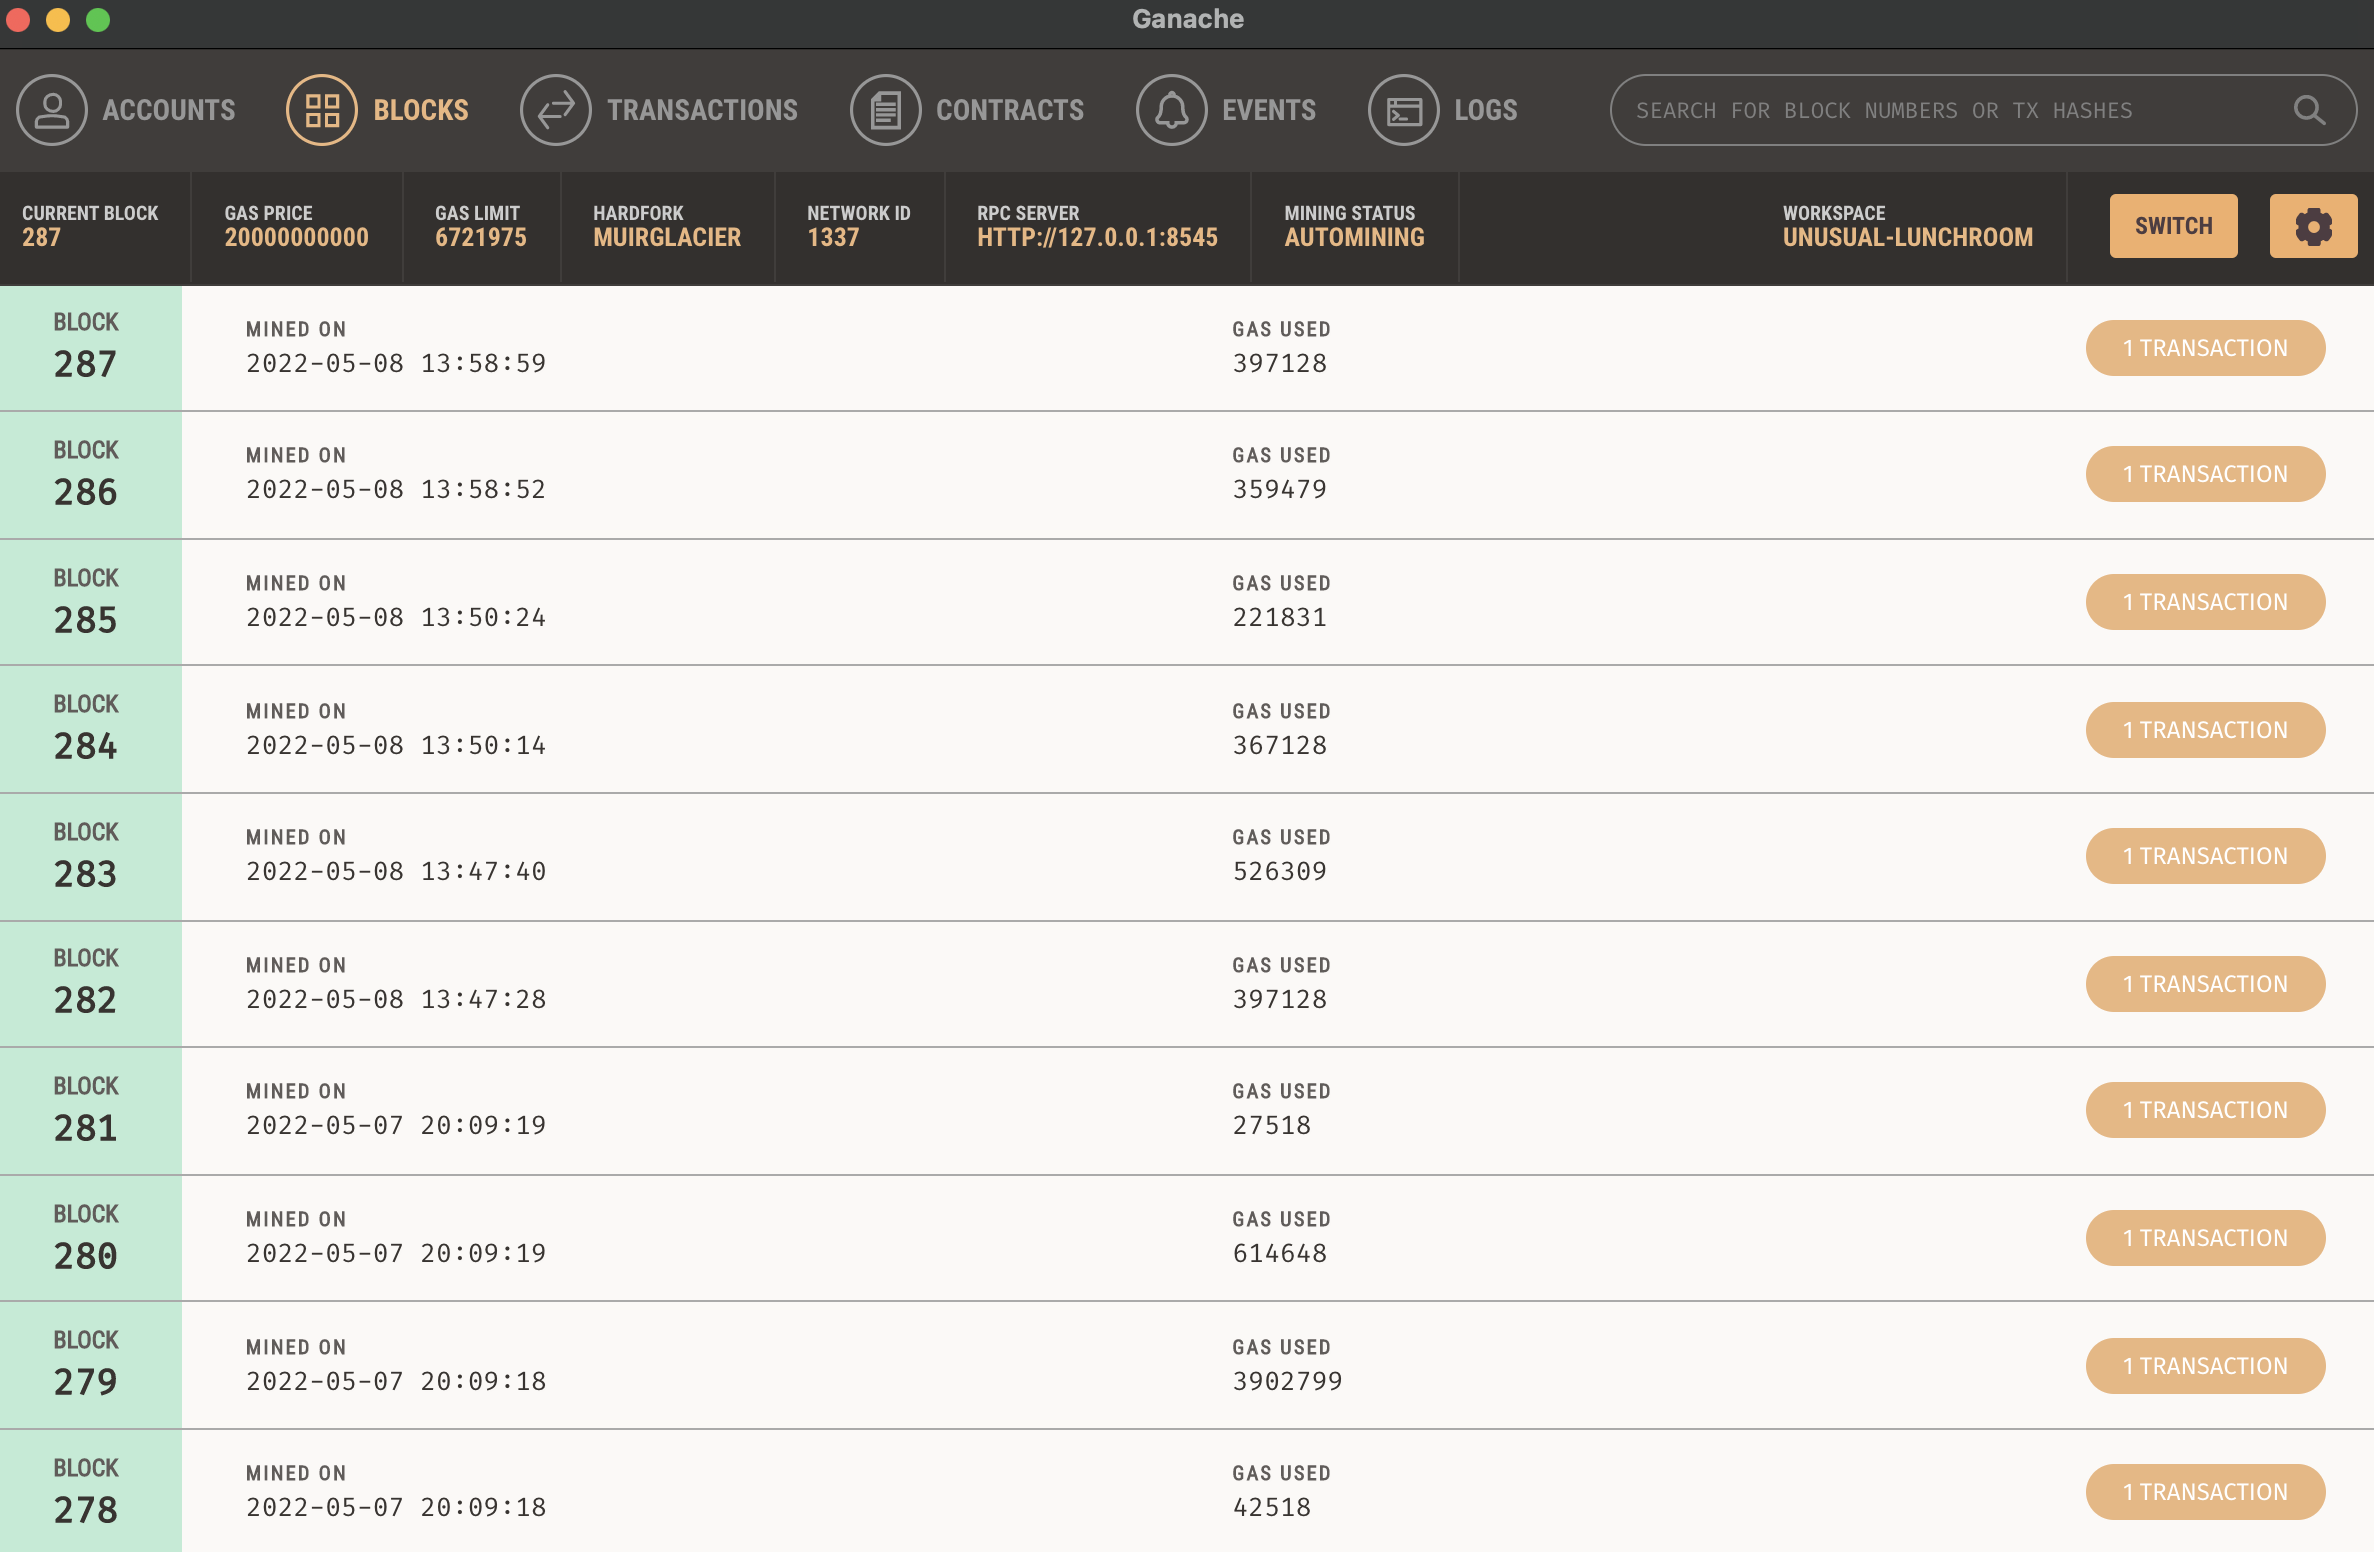 Ganache
ACCOUNTS BLOCKS TRANSACTIONS CONTRACTS EVENTS LOGS SEARCH FOR BLOCK NUMBERS OR TX HASHES
CURRENT BLOCK GAS PRICE GAS LIMIT HARDFORK NETWORK ID RPC SERVER MINING STATUS WORKSPACE
287 20000000000 6721975 MUIRGLACIER 1337 HTTP://127.0.0.1:8545 AUTOMINING UNUSUAL-LUNCHROOM SWITCH
BLOCK MINED ON GAS USED
287 2022-05-08 13:58:59 397128 1 TRANSACTION
BLOCK MINED ON GAS USED
286 2022-05-08 13:58:52 359479 1 TRANSACTION
BLOCK MINED ON GAS USED
285 2022-05-08 13:50:24 221831 1 TRANSACTION
BLOCK MINED ON GAS USED
284 2022-05-08 13:50:14 367128 1 TRANSACTION
BLOCK MINED ON GAS USED
283 2022-05-08 13:47:40 526309 1 TRANSACTION
BLOCK MINED ON GAS USED
282 2022-05-08 13:47:28 397128 1 TRANSACTION
BLOCK MINED ON GAS USED
281 2022-05-07 20:09:19 27518 1 TRANSACTION
BLOCK MINED ON GAS USED
280 2022-05-07 20:09:19 614648 1 TRANSACTION
BLOCK MINED ON GAS USED
279 2022-05-07 20:09:18 3902799 1 TRANSACTION
BLOCK MINED ON GAS USED
278 2022-05-07 20:09:18 42518 1 TRANSACTION